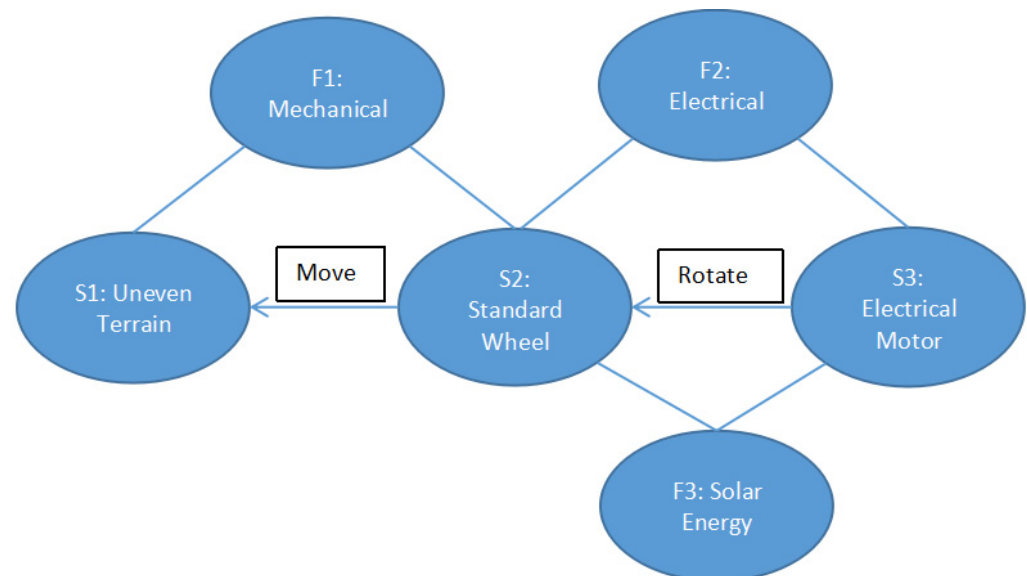 F1:
Mechanical
F2:
Electrical
S1: Uneven
Terrain
Move
S2:
Standard
Wheel
Rotate
S3:
Electrical
Motor
F3: Solar
Energy